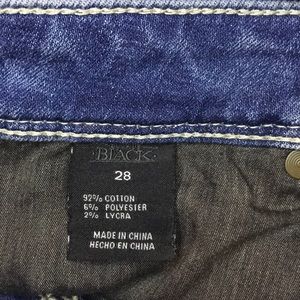 BLACK
28
92% COTTON
6% POLYESTER
2% LYCRA
MADE IN CHINA
HECHO EN CHINA